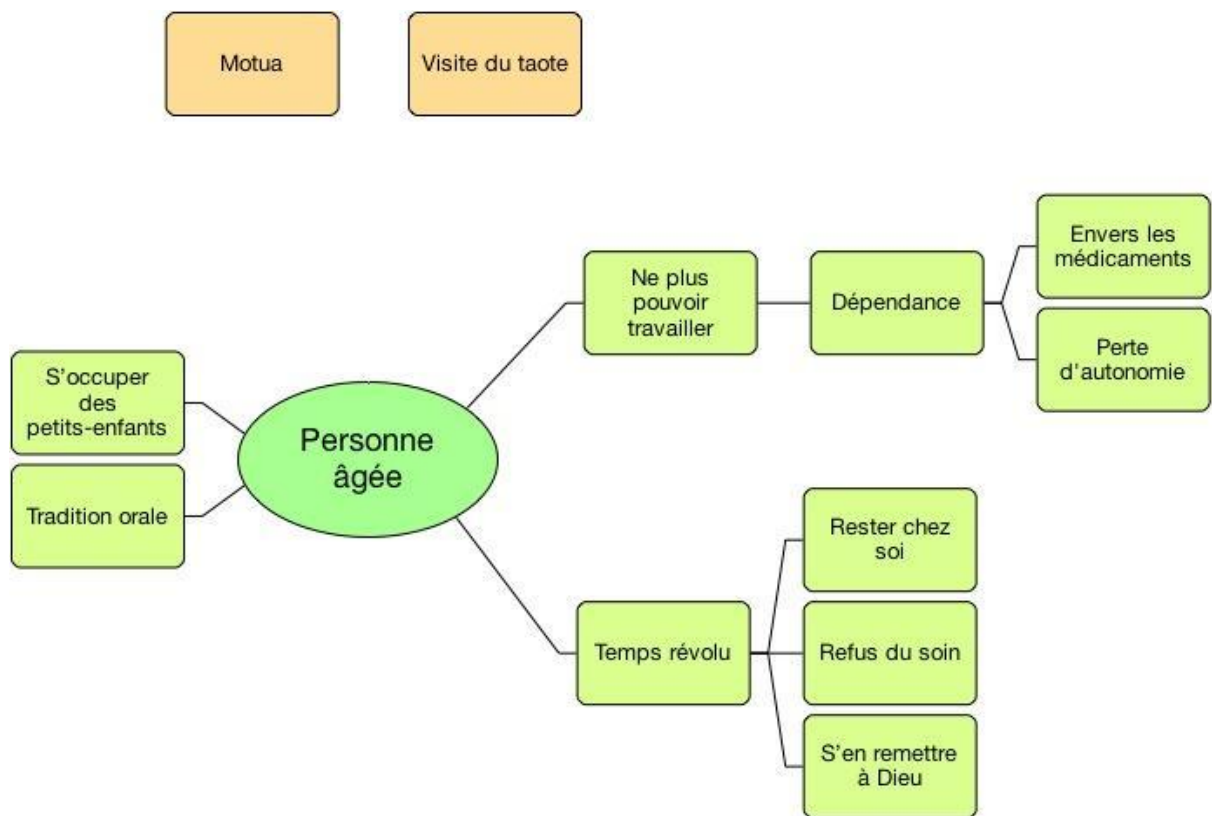 Motua
Visite du taote
Envers les
médicaments
Ne plus
pouvoir
travailler
Dépendance
Perte
d'autonomie
S'occuper
des
petits-enfants
Personne
âgée
Tradition orale
Rester chez
soi
Temps révolu
Refus du soin
S'en remettre
à Dieu